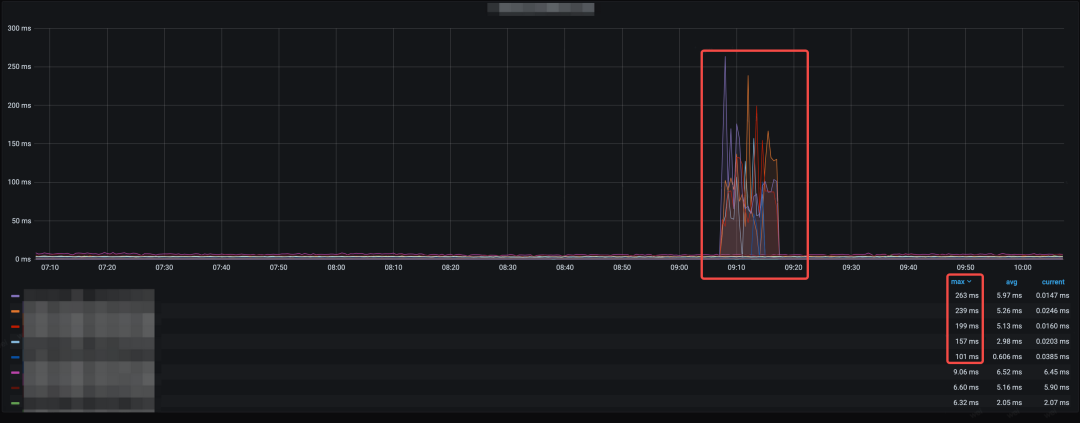 300 ms
250 ms
200 ms
150 ms
100 ms
50 ms
0 ms
07:10 07:20 07:30 07:40 07:50 08:00 08:10 08:20 08:30 08:40 08:50 09:00 09:10 09:20 09:30 09:40 09:50 10:00
max avg current
263 ms 5.97 ms 0.0147 ms
239 ms 5.26 ms 0.0246 ms
199 ms 5.13 ms 0.0160 ms
157 ms 2.98 ms 0.0203 ms
101 ms 0.606 ms 0.0385 ms
9.06 ms 6.52 ms 6.45 ms
6.60 ms 5.16 ms 5.90 ms
6.32 ms 2.05 ms 2.07 ms